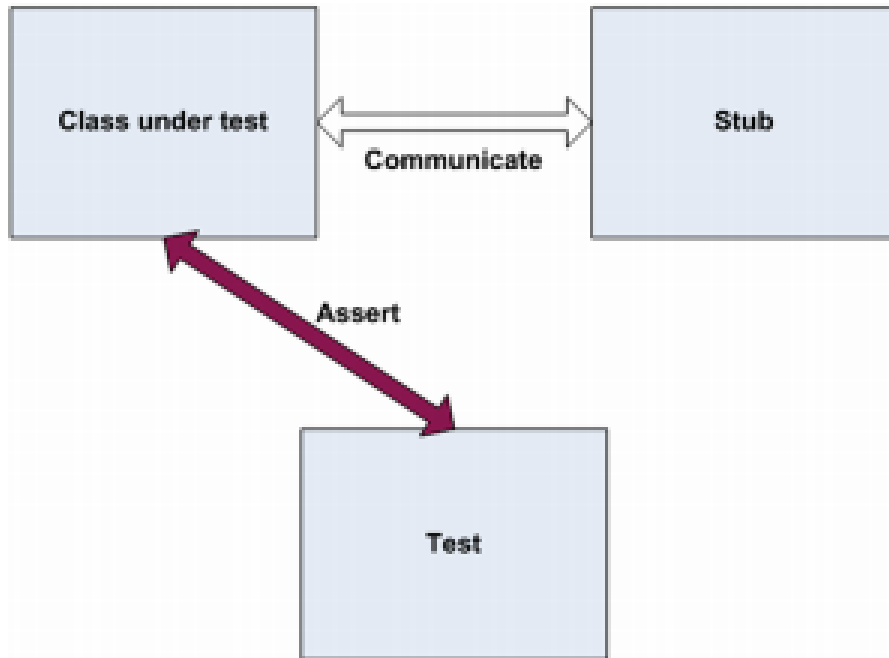 Class under test
Stub
Communicate
Assert
Test